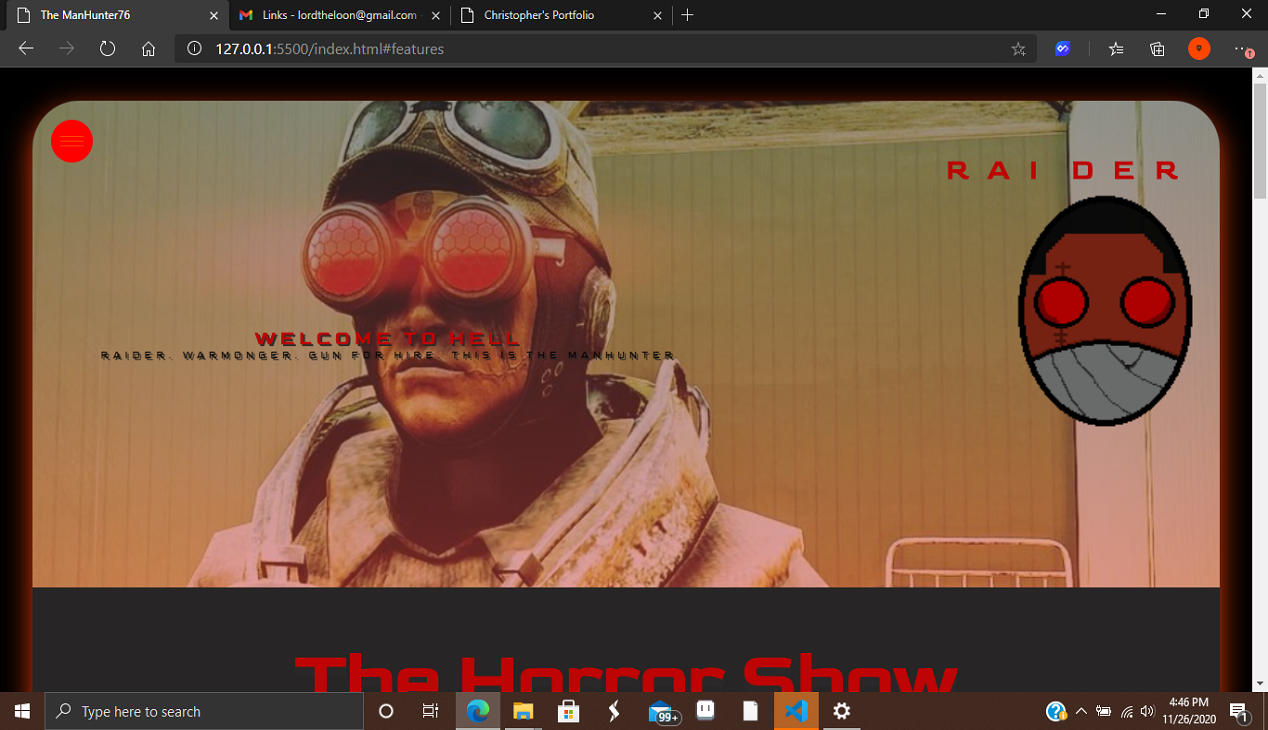 The ManHunter76
Links - lordtheloon@gmail.com -
Christopher's Portfolio
127.0.0.1:5500/index.html#features
RAIDER
WELCOME TO HELL
RAIDER. WARMONGER. GUN FOR HIRE. THIS IS THE MANHUNTER
The Horror Show
Type here to search
99+
4:46 PM
11/26/2020
1